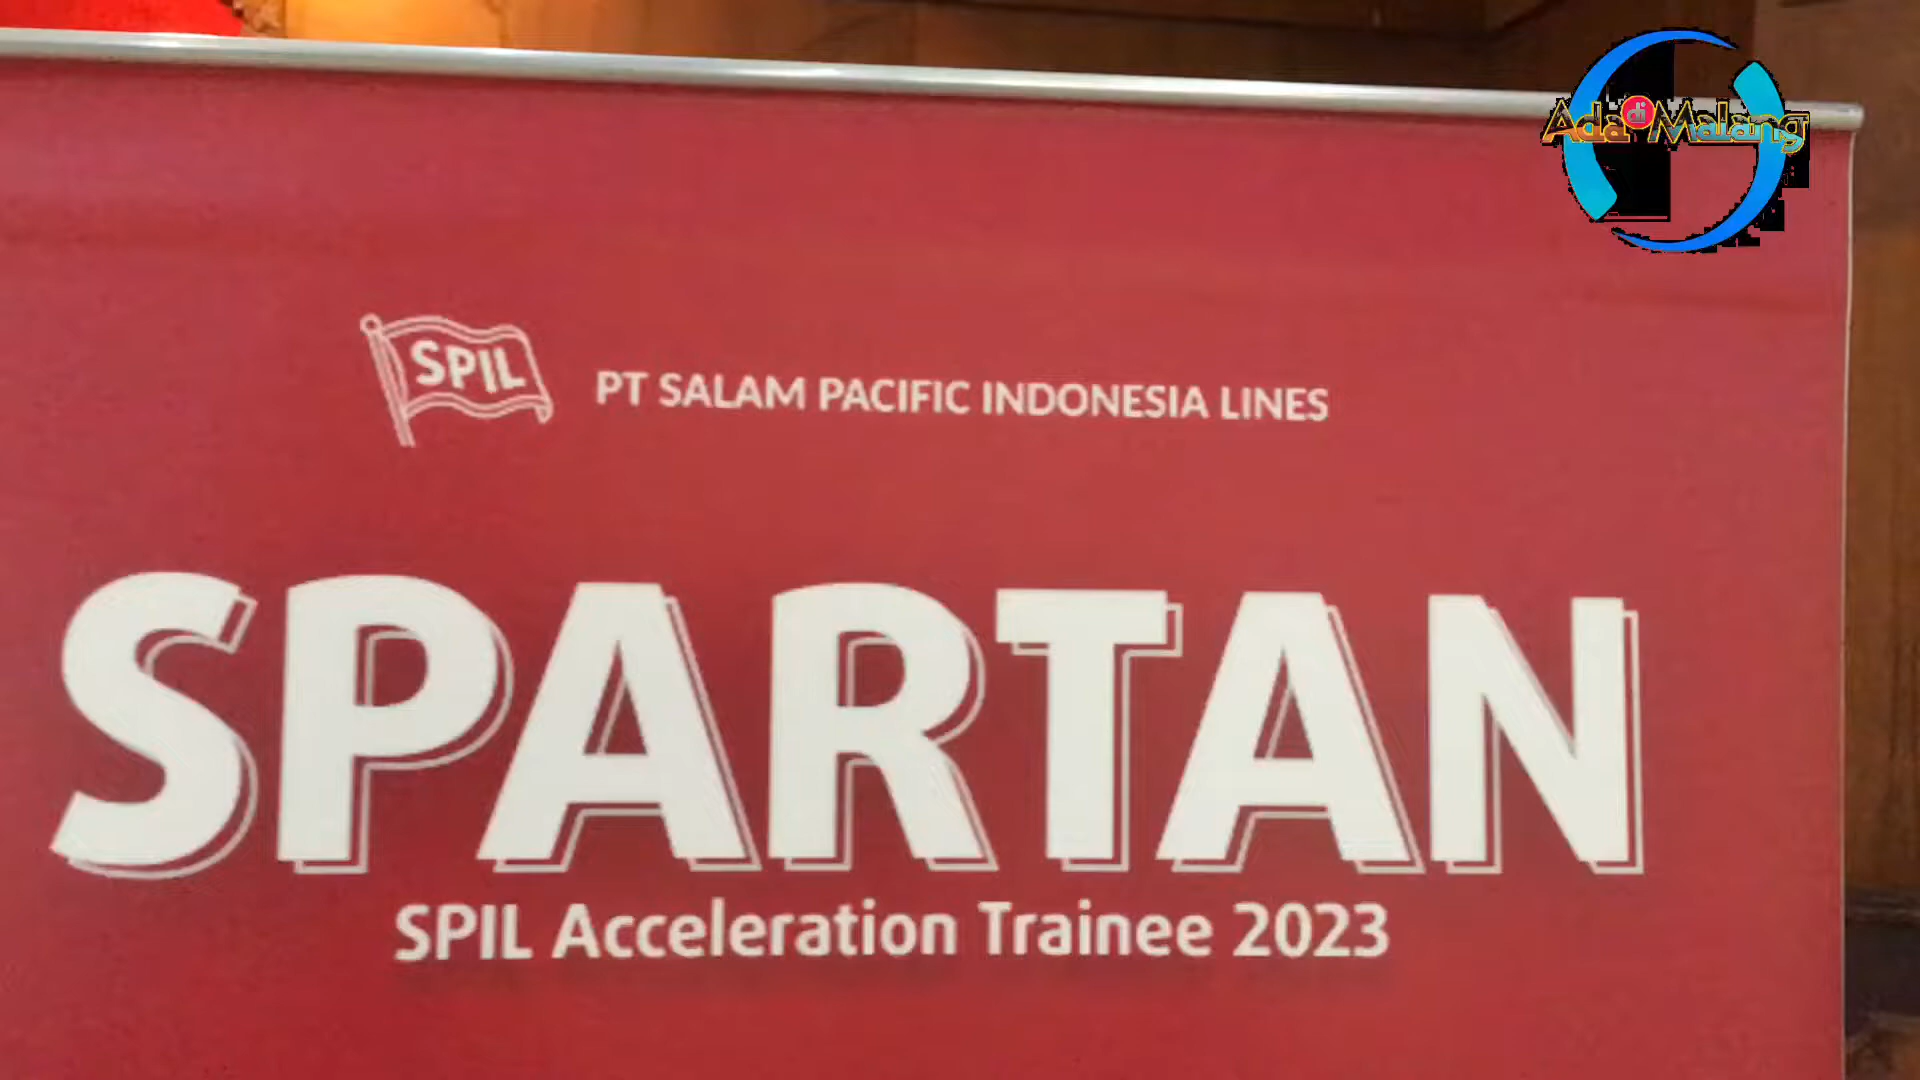 Ada di Malang
SPIL
PT SALAM PACIFIC INDONESIA LINES
SPARTAN
SPIL Acceleration Trainee 2023